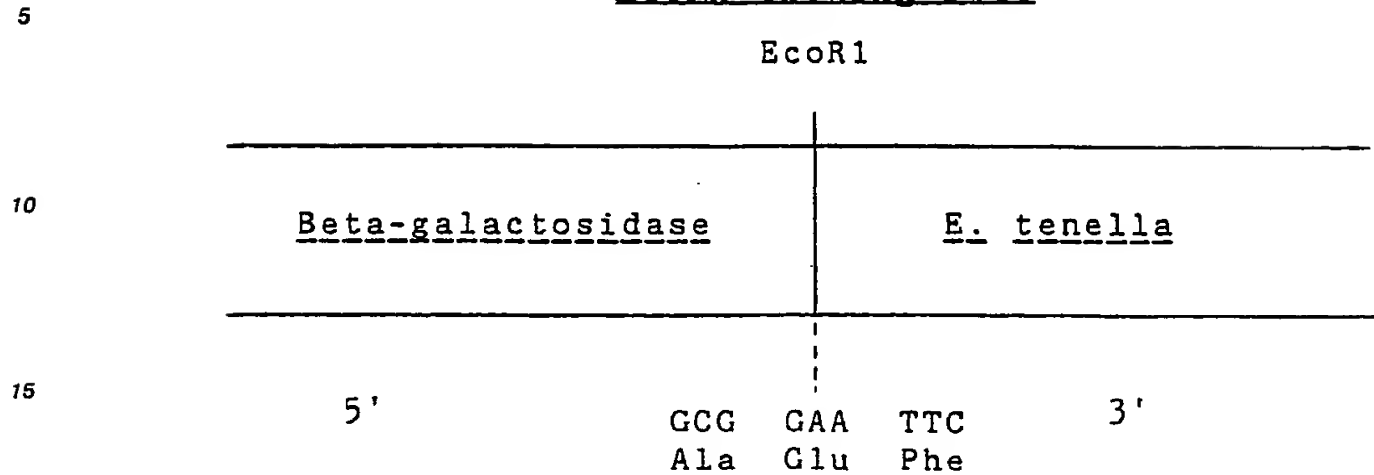 5
EcoR1
10 Beta-galactosidase E. tenella
15 5' 3'
GCG GAA TTC
Ala Glu Phe